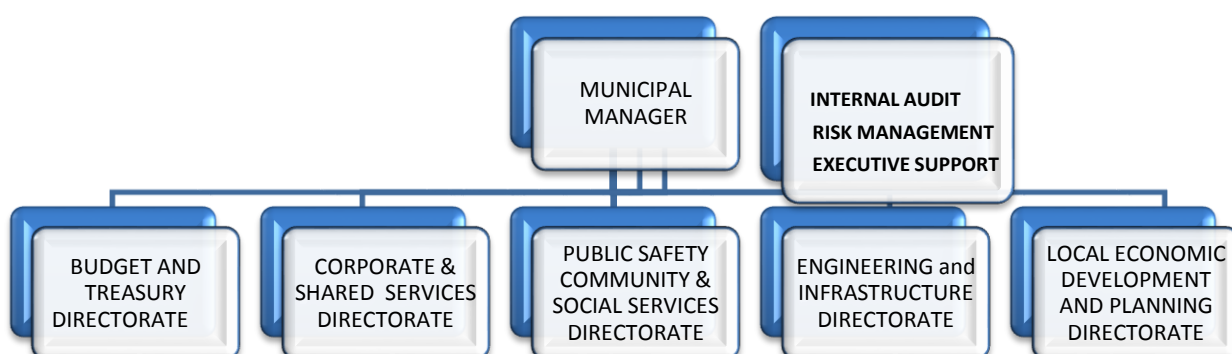 MUNICIPAL
MANAGER
INTERNAL AUDIT
RISK MANAGEMENT
EXECUTIVE SUPPORT
BUDGET AND
TREASURY
DIRECTORATE
CORPORATE &
SHARED SERVICES
DIRECTORATE
PUBLIC SAFETY
COMMUNITY &
SOCIAL SERVICES
DIRECTORATE
ENGINEERING and
INFRASTRUCTURE
DIRECTORATE
LOCAL ECONOMIC
DEVELOPMENT
AND PLANNING
DIRECTORATE